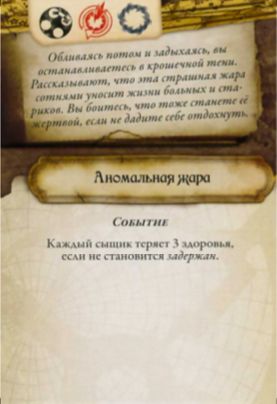 Обливаясь потом и задыхаясь, вы
останавливаетесь в крошечной тени.
Рассказывают, что эта страшная жара
сотнями уносит жизни больных и ста-
риков. Вы боитесь, что тоже станете её
жертвой, если не дадите себе отдохнуть.
Аномальная жара
Событие
Каждый сыщик теряет 3 здоровья,
если не становится задержан.